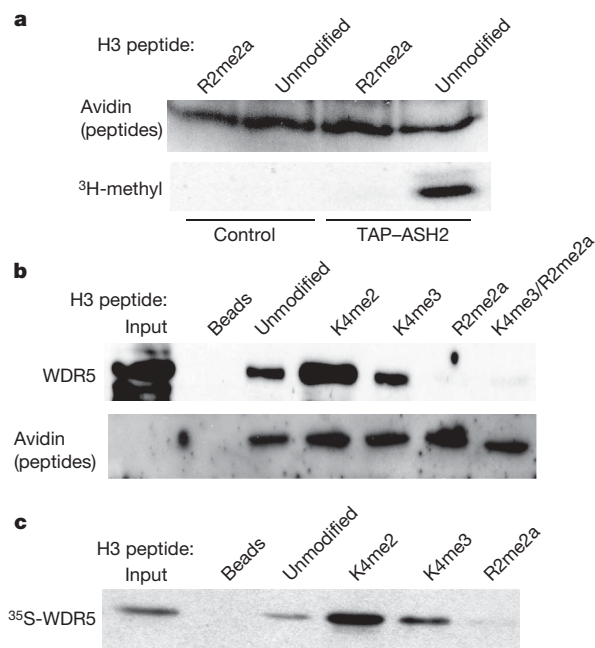 a
H3 peptide:
R2me2a
Unmodified
R2me2a
Unmodified
Avidin
(peptides)
³H-methyl
Control
TAP–ASH2
b
H3 peptide:
Input
Beads
Unmodified
K4me2
K4me3
R2me2a
K4me3/R2me2a
WDR5
Avidin
(peptides)
c
H3 peptide:
Input
Beads
Unmodified
K4me2
K4me3
R2me2a
³⁵S-WDR5